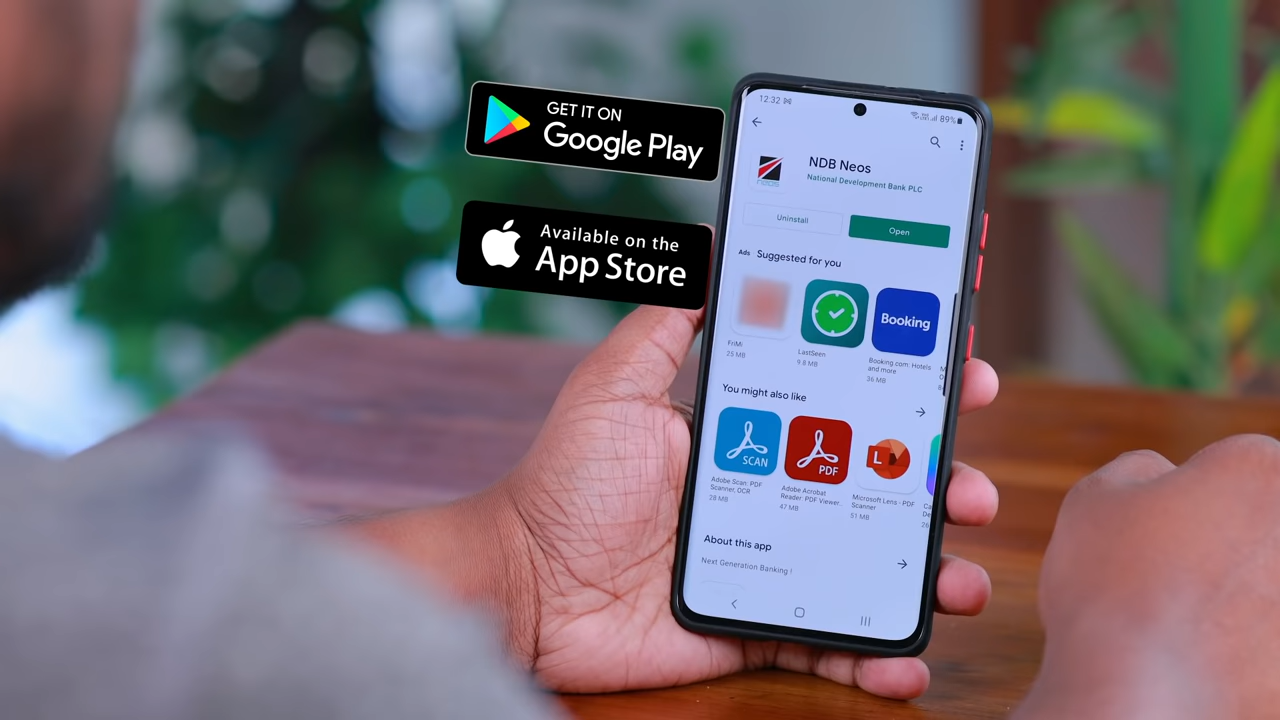 GET IT ON
Google Play
Available on the
App Store
12.32
89%
NDB Neos
National Development Bank PLC
neos
Uninstall
Open
Ads Suggested for you
Booking
FriMi
25 MB
LastSeen
9.8 MB
Booking.com: Hotels
and more
36 MB
You might also like
SCAN
PDF
L
Adobe Scan: PDF
Scanner, OCR
28 MB
Adobe Acrobat
Reader: PDF Viewer..
47 MB
Microsoft Lens - PDF
Scanner
51 MB
About this app
Next Generation Banking !